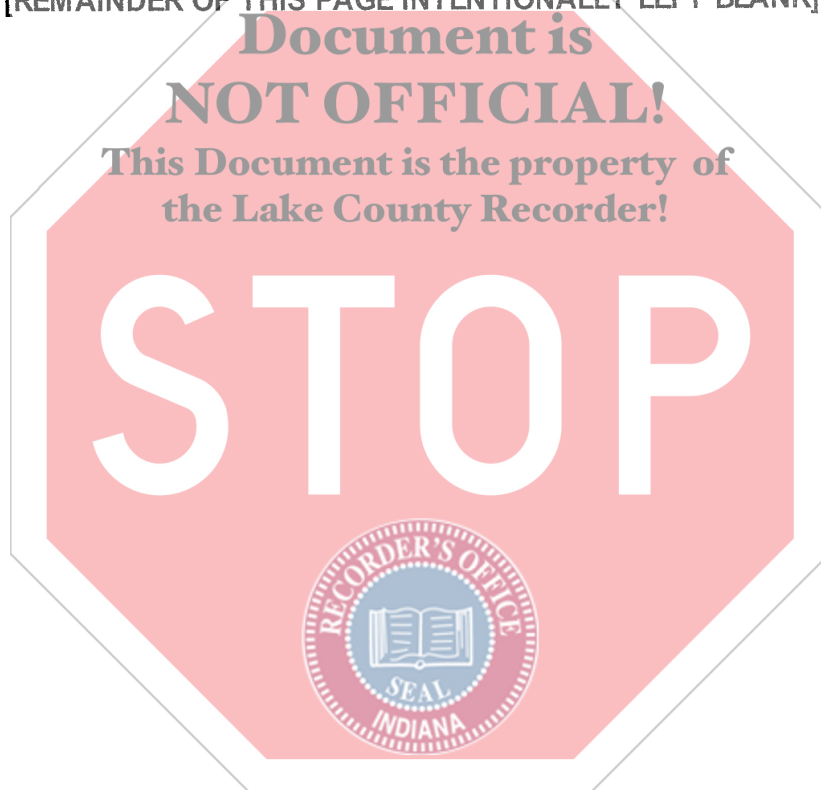 [REMAINDER OF THIS PAGE INTENTIONALLY LEFT BLANK]
Document is
NOT OFFICIAL!
This Document is the property of
the Lake County Recorder!
STOP
RECORDER'S OFFICE
SEAL
INDIANA